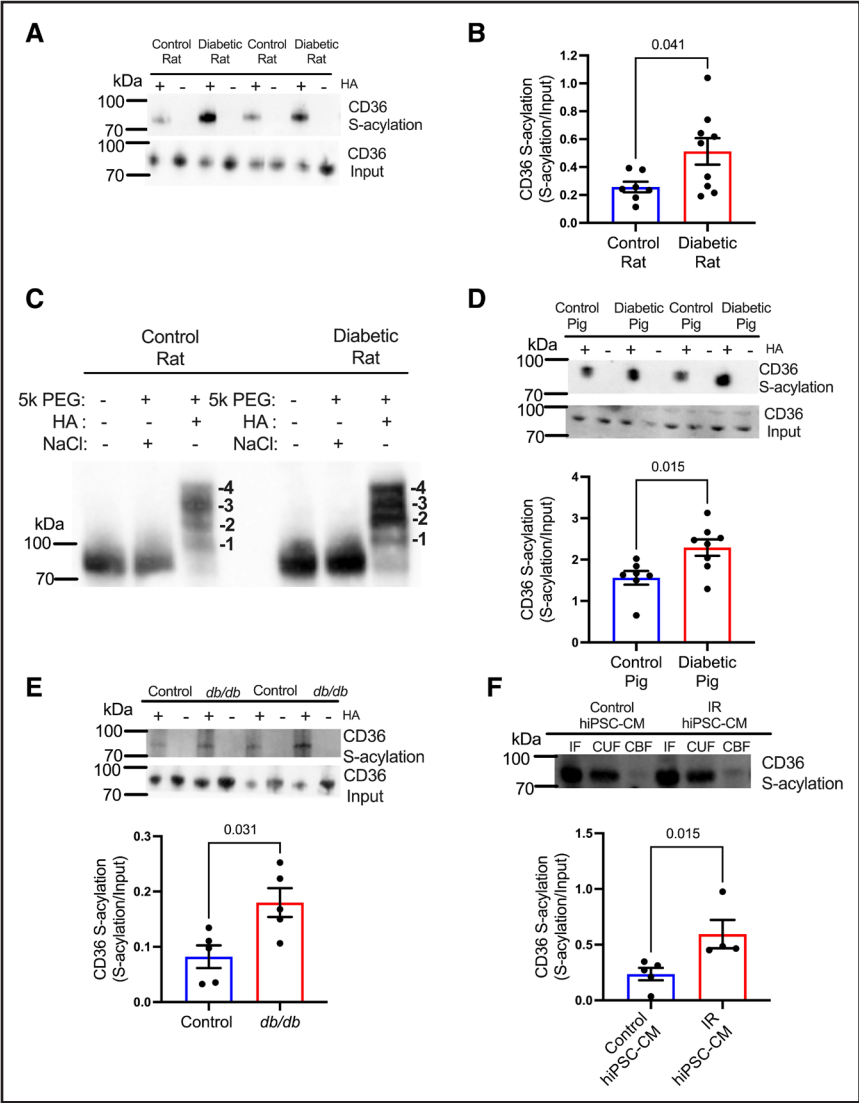 A
Control Diabetic Control Diabetic
Rat Rat Rat Rat
kDa + - + - + - + - HA
100
70
CD36
S-acylation
100
70
CD36
Input
B
0.041
CD36 S-acylation
(S-acylation/Input)
1.2
1.0
0.8
0.6
0.4
0.2
0.0
Control
Rat
Diabetic
Rat
C
Control
Rat
Diabetic
Rat
5k PEG: - + + 5k PEG: - + +
HA : - - + HA : - - +
NaCl: - + - NaCl: - + -
kDa
100
70
-4
-3
-2
-1
-4
-3
-2
-1
D
Control Diabetic Control Diabetic
Pig Pig Pig Pig
kDa + - + - + - + - HA
100
70
CD36
S-acylation
100
70
CD36
Input
0.015
CD36 S-acylation
(S-acylation/Input)
4
3
2
1
0
Control
Pig
Diabetic
Pig
E
Control db/db Control db/db
kDa + - + - + - + - HA
100
70
CD36
S-acylation
100
70
CD36
Input
0.031
CD36 S-acylation
(S-acylation/Input)
0.3
0.2
0.1
0.0
Control
db/db
F
Control
hiPSC-CM
IR
hiPSC-CM
kDa IF CUF CBF IF CUF CBF
100
70
CD36
S-acylation
0.015
CD36 S-acylation
(S-acylation/Input)
1.5
1.0
0.5
0.0
Control
hiPSC-CM
IR
hiPSC-CM